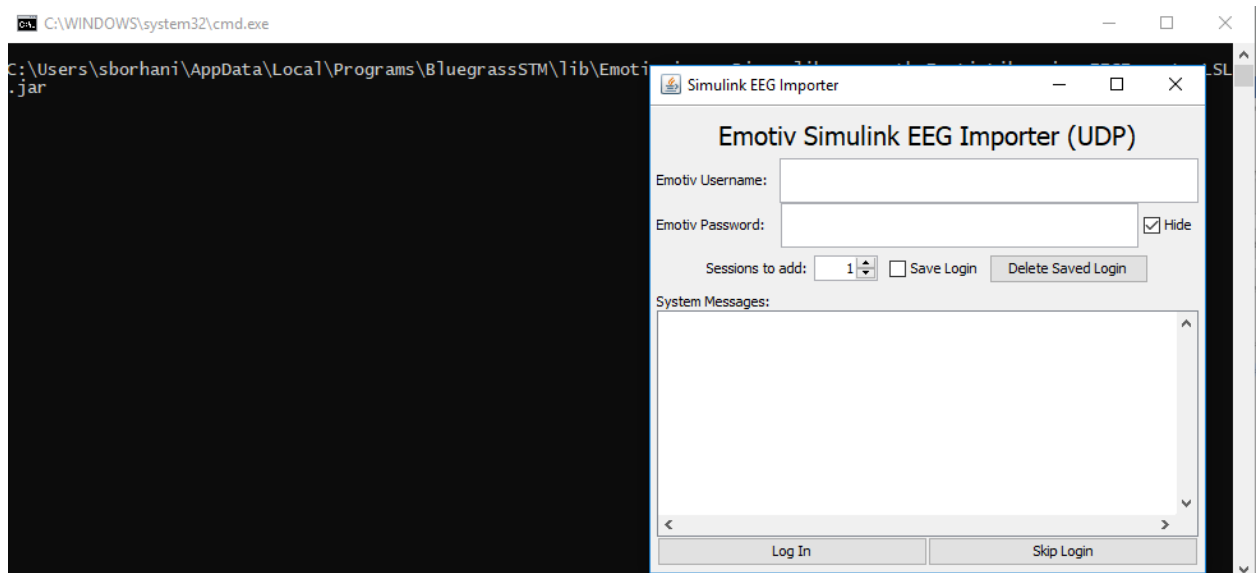 C:\WINDOWS\system32\cmd.exe
C:\Users\sborhani\AppData\Local\Programs\BluegrassSTM\lib\Emoti
LSL
.jar
Simulink EEG Importer
Emotiv Simulink EEG Importer (UDP)
Emotiv Username:
Emotiv Password:
Hide
Sessions to add: 1 Save Login Delete Saved Login
System Messages:
Log In Skip Login